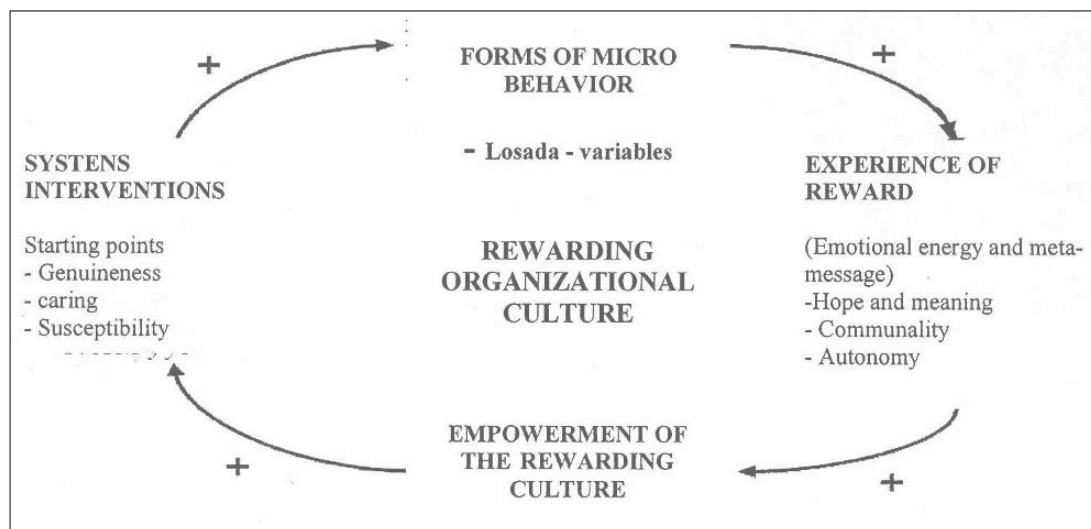 +
+
FORMS OF MICRO
BEHAVIOR
- Losada - variables
SYSTENS
INTERVENTIONS
Starting points
- Genuineness
- caring
- Susceptibility
REWARDING
ORGANIZATIONAL
CULTURE
EXPERIENCE OF
REWARD
(Emotional energy and meta-
message)
-Hope and meaning
- Communality
- Autonomy
EMPOWERMENT OF
THE REWARDING
CULTURE
+
+